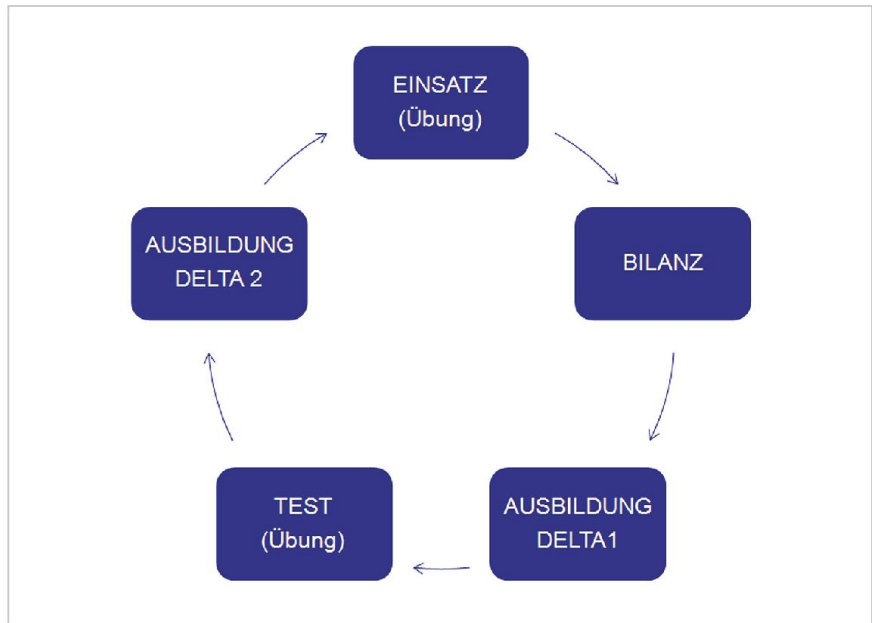 EINSATZ
(Übung)
BILANZ
AUSBILDUNG
DELTA1
TEST
(Übung)
AUSBILDUNG
DELTA 2